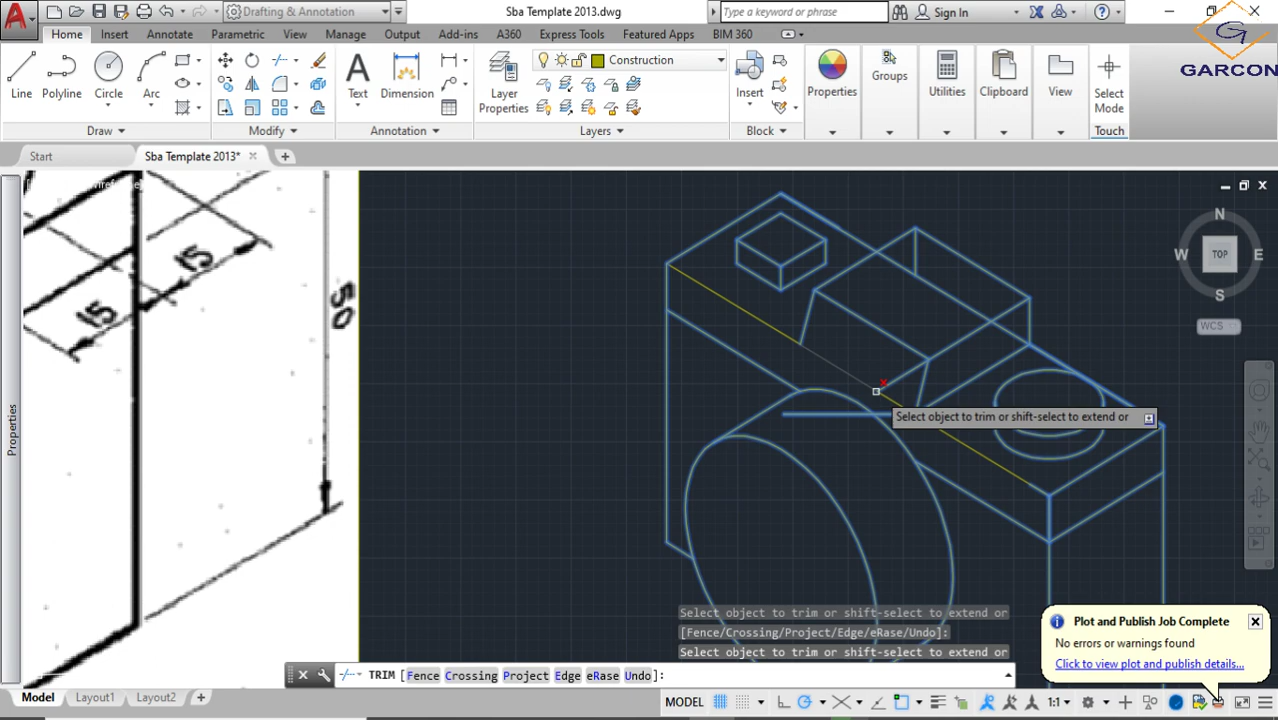 Drafting & Annotation
Sba Template 2013.dwg
Type a keyword or phrase
Sign In
Home Insert Annotate Parametric View Manage Output Add-ins A360 Express Tools Featured Apps BIM 360
GARCON
Line
Polyline
Circle
Arc
Draw
Modify
Text
Dimension
Annotation
Layer Properties
Construction
Layers
Insert
Block
Properties
Groups
Utilities
Clipboard
View
Select Mode
Touch
Start
Sba Template 2013*
15
15
50
N
W
TOP
E
S
WCS
Select object to trim or shift-select to extend or
Properties
Select object to trim or shift-select to extend or
[Fence/Crossing/Project/Edge/eRase/Undo]:
Select object to trim or shift-select to extend or
TRIM [Fence Crossing Project Edge eRase Undo]:
Plot and Publish Job Complete
No errors or warnings found
Click to view plot and publish details...
Model Layout1 Layout2
MODEL
1:1